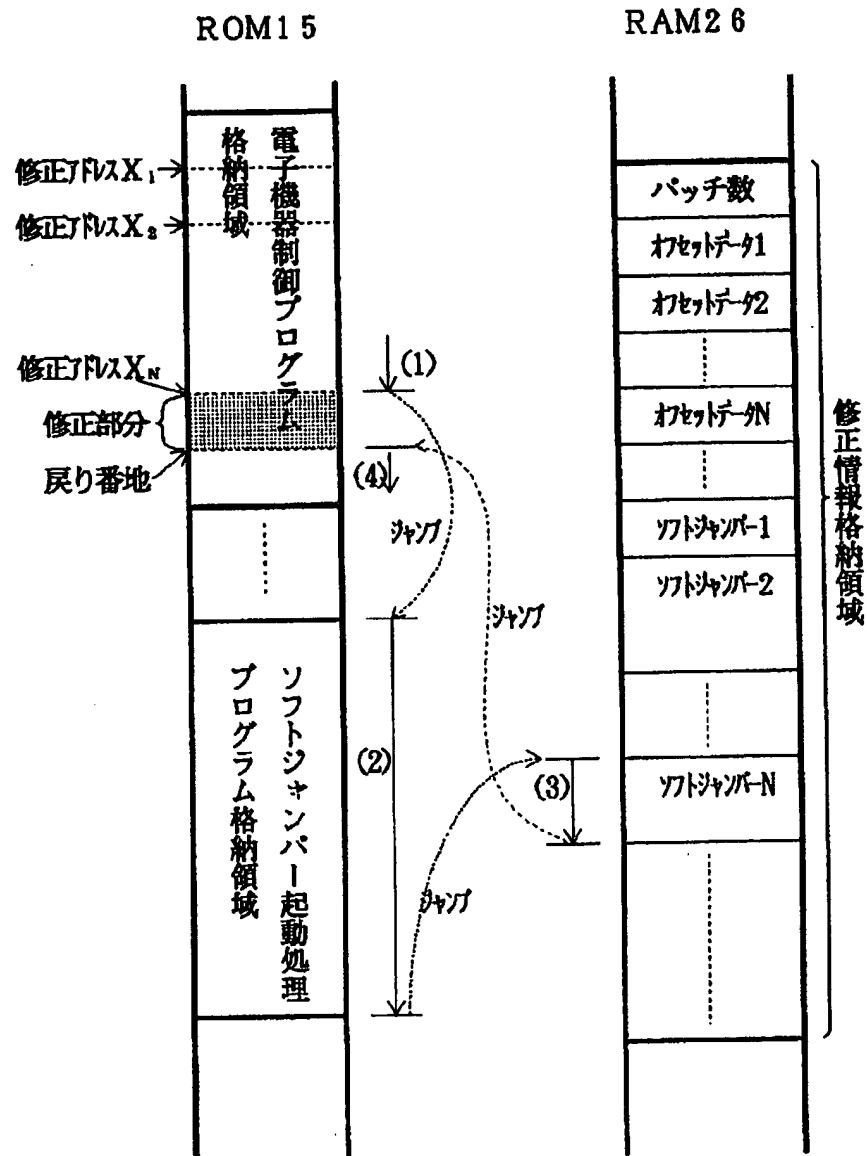 ROM15
RAM26
電子機器制御プログラム
格納領域
修正アドレスX₁
修正アドレスX₂
修正アドレスX_N
修正部分
戻り番地
(1)
(4)
ジャンプ
ソフトジャンパー起動処理
プログラム格納領域
(2)
ジャンプ
(3)
ジャンプ
パッチ数
オフセットデータ1
オフセットデータ2
オフセットデータN
ソフトジャンパー1
ソフトジャンパー2
ソフトジャンパーN
修正情報格納領域